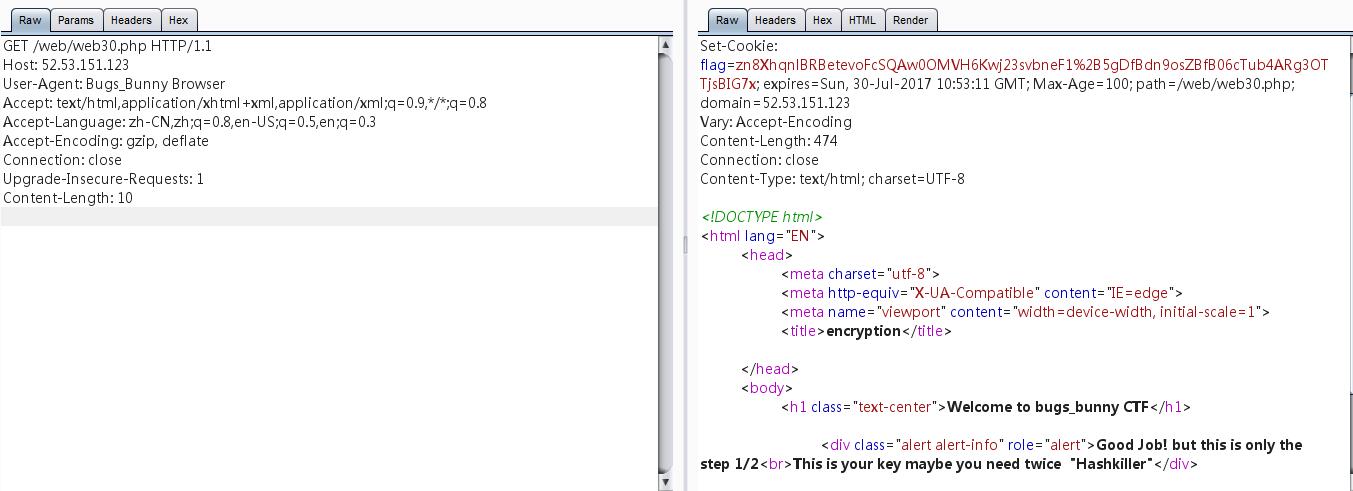 Raw Params Headers Hex
GET /web/web30.php HTTP/1.1
Host: 52.53.151.123
User-Agent: Bugs_Bunny Browser
Accept: text/html,application/xhtml+xml,application/xml;q=0.9,*/*;q=0.8
Accept-Language: zh-CN,zh;q=0.8,en-US;q=0.5,en;q=0.3
Accept-Encoding: gzip, deflate
Connection: close
Upgrade-Insecure-Requests: 1
Content-Length: 10
Raw Headers Hex HTML Render
Set-Cookie:
flag=zn8XhqnIBRBetevoFcSQAw0OMVH6Kwj23svbneF1%2B5gDfBdn9osZBfB06cTub4ARg3OT
TjsBIG7x; expires=Sun, 30-Jul-2017 10:53:11 GMT; Max-Age=100; path=/web/web30.php;
domain=52.53.151.123
Vary: Accept-Encoding
Content-Length: 474
Connection: close
Content-Type: text/html; charset=UTF-8
<!DOCTYPE html>
<html lang="EN">
<head>
<meta charset="utf-8">
<meta http-equiv="X-UA-Compatible" content="IE=edge">
<meta name="viewport" content="width=device-width, initial-scale=1">
<title>encryption</title>
</head>
<body>
<h1 class="text-center">Welcome to bugs_bunny CTF</h1>
<div class="alert alert-info" role="alert">Good Job! but this is only the
step 1/2<br>This is your key maybe you need twice  "Hashkiller"</div>